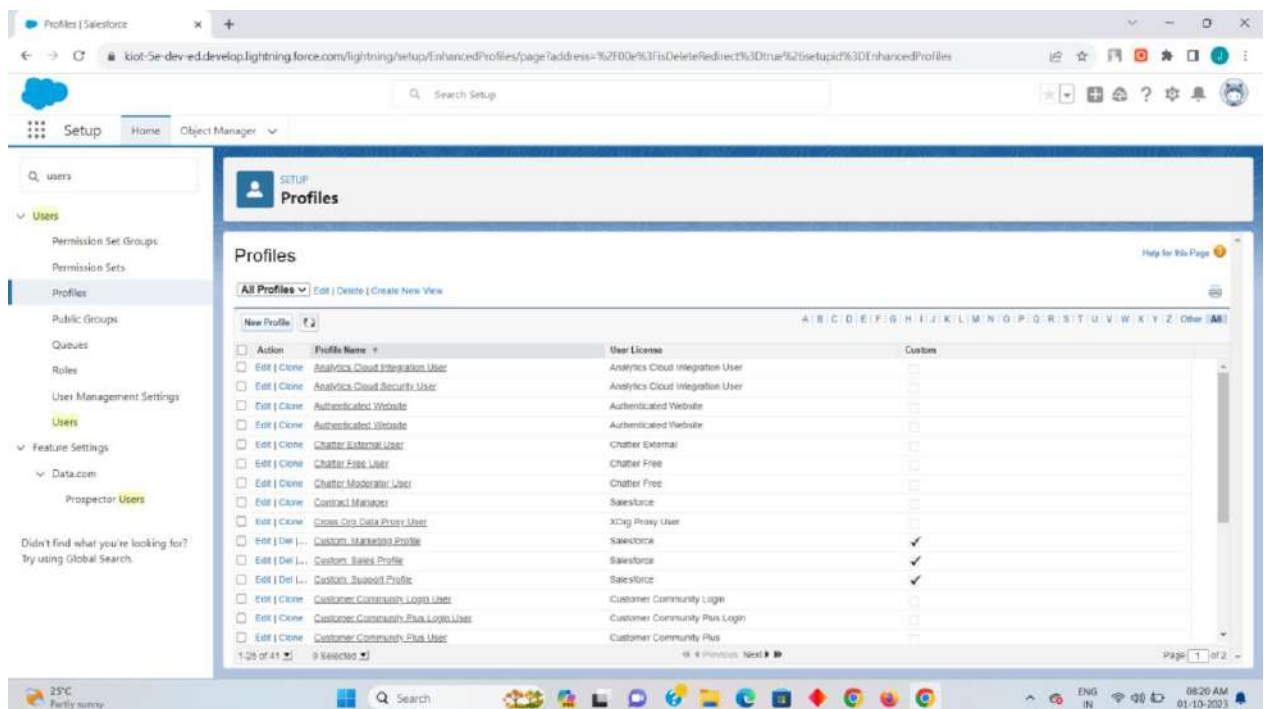 Profiles | Salesforce
kiot-5e-dev-ed.develop.lightning.force.com/lightning/setup/EnhancedProfiles/page?address=%2F00e%3FisDeleteRedirect%3Dtrue%26setupid%3DEnhancedProfiles
Search Setup
Setup Home Object Manager
users
Users
Permission Set Groups
Permission Sets
Profiles
Public Groups
Queues
Roles
User Management Settings
Users
Feature Settings
Data.com
Prospector Users
Didn't find what you're looking for?
Try using Global Search.
SETUP
Profiles
Profiles
Help for this Page
All Profiles Edit | Delete | Create New View
New Profile A | B | C | D | E | F | G | H | I | J | K | L | M | N | O | P | Q | R | S | T | U | V | W | X | Y | Z | Other | All
Action Profile Name User License Custom
Edit | Clone Analytics Cloud Integration User Analytics Cloud Integration User
Edit | Clone Analytics Cloud Security User Analytics Cloud Integration User
Edit | Clone Authenticated Website Authenticated Website
Edit | Clone Authenticated Website Authenticated Website
Edit | Clone Chatter External User Chatter External
Edit | Clone Chatter Free User Chatter Free
Edit | Clone Chatter Moderator User Chatter Free
Edit | Clone Contract Manager Salesforce
Edit | Clone Cross Org Data Proxy User XOrg Proxy User
Edit | Del |... Custom: Marketing Profile Salesforce
Edit | Del |... Custom: Sales Profile Salesforce
Edit | Del |... Custom: Support Profile Salesforce
Edit | Clone Customer Community Login User Customer Community Login
Edit | Clone Customer Community Plus Login User Customer Community Plus Login
Edit | Clone Customer Community Plus User Customer Community Plus
1-25 of 41 0 Selected Previous Next Page 1 of 2
25°C
Partly sunny
Search
ENG
IN
08:20 AM
01-10-2023